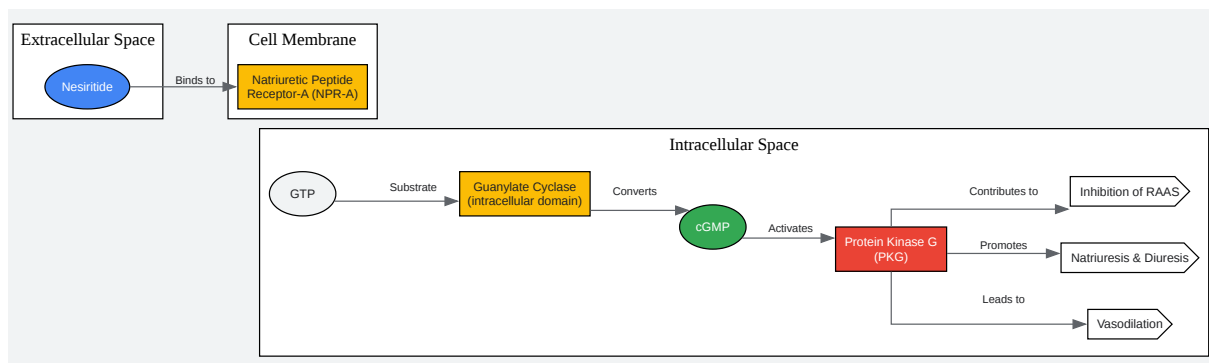 Extracellular Space
Cell Membrane
Nesiritide
Binds to
Natriuretic Peptide
Receptor-A (NPR-A)
Intracellular Space
GTP
Substrate
Guanylate Cyclase
(intracellular domain)
Converts
cGMP
Activates
Protein Kinase G
(PKG)
Contributes to
Inhibition of RAAS
Promotes
Natriuresis & Diuresis
Leads to
Vasodilation